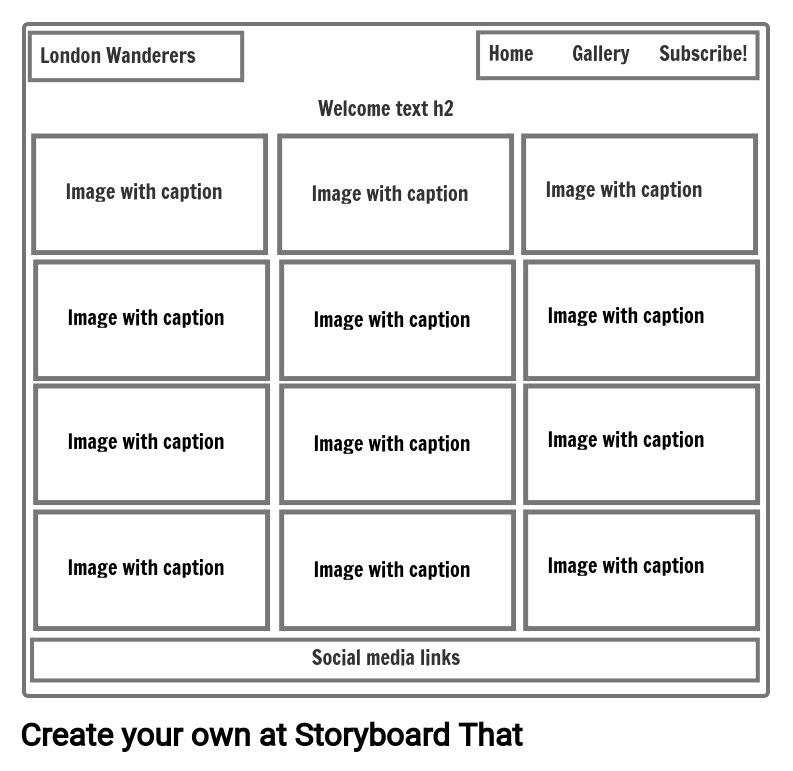 London Wanderers
Home Gallery Subscribe!
Welcome text h2
Image with caption Image with caption Image with caption
Image with caption Image with caption Image with caption
Image with caption Image with caption Image with caption
Image with caption Image with caption Image with caption
Social media links
Create your own at Storyboard That